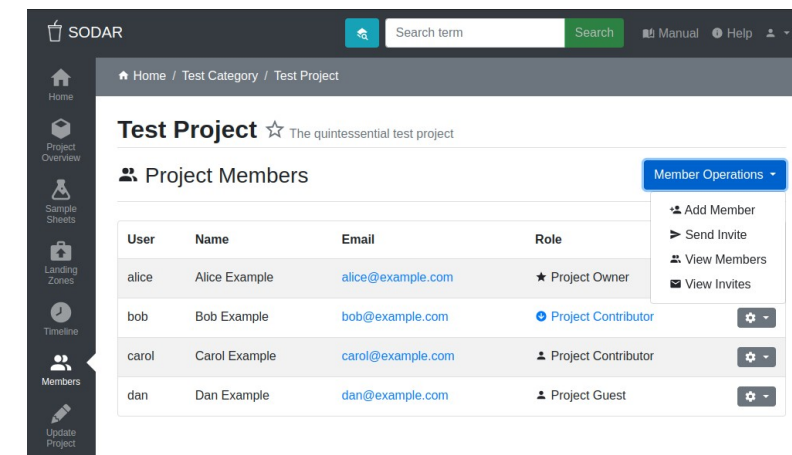 SODAR
Search term
Search
Manual
Help
Home
Project
Overview
Sample
Sheets
Landing
Zones
Timeline
Members
Update
Project
Home / Test Category / Test Project
Test Project The quintessential test project
Project Members
Member Operations
Add Member
Send Invite
View Members
View Invites
User Name Email Role
alice Alice Example alice@example.com Project Owner
bob Bob Example bob@example.com Project Contributor
carol Carol Example carol@example.com Project Contributor
dan Dan Example dan@example.com Project Guest